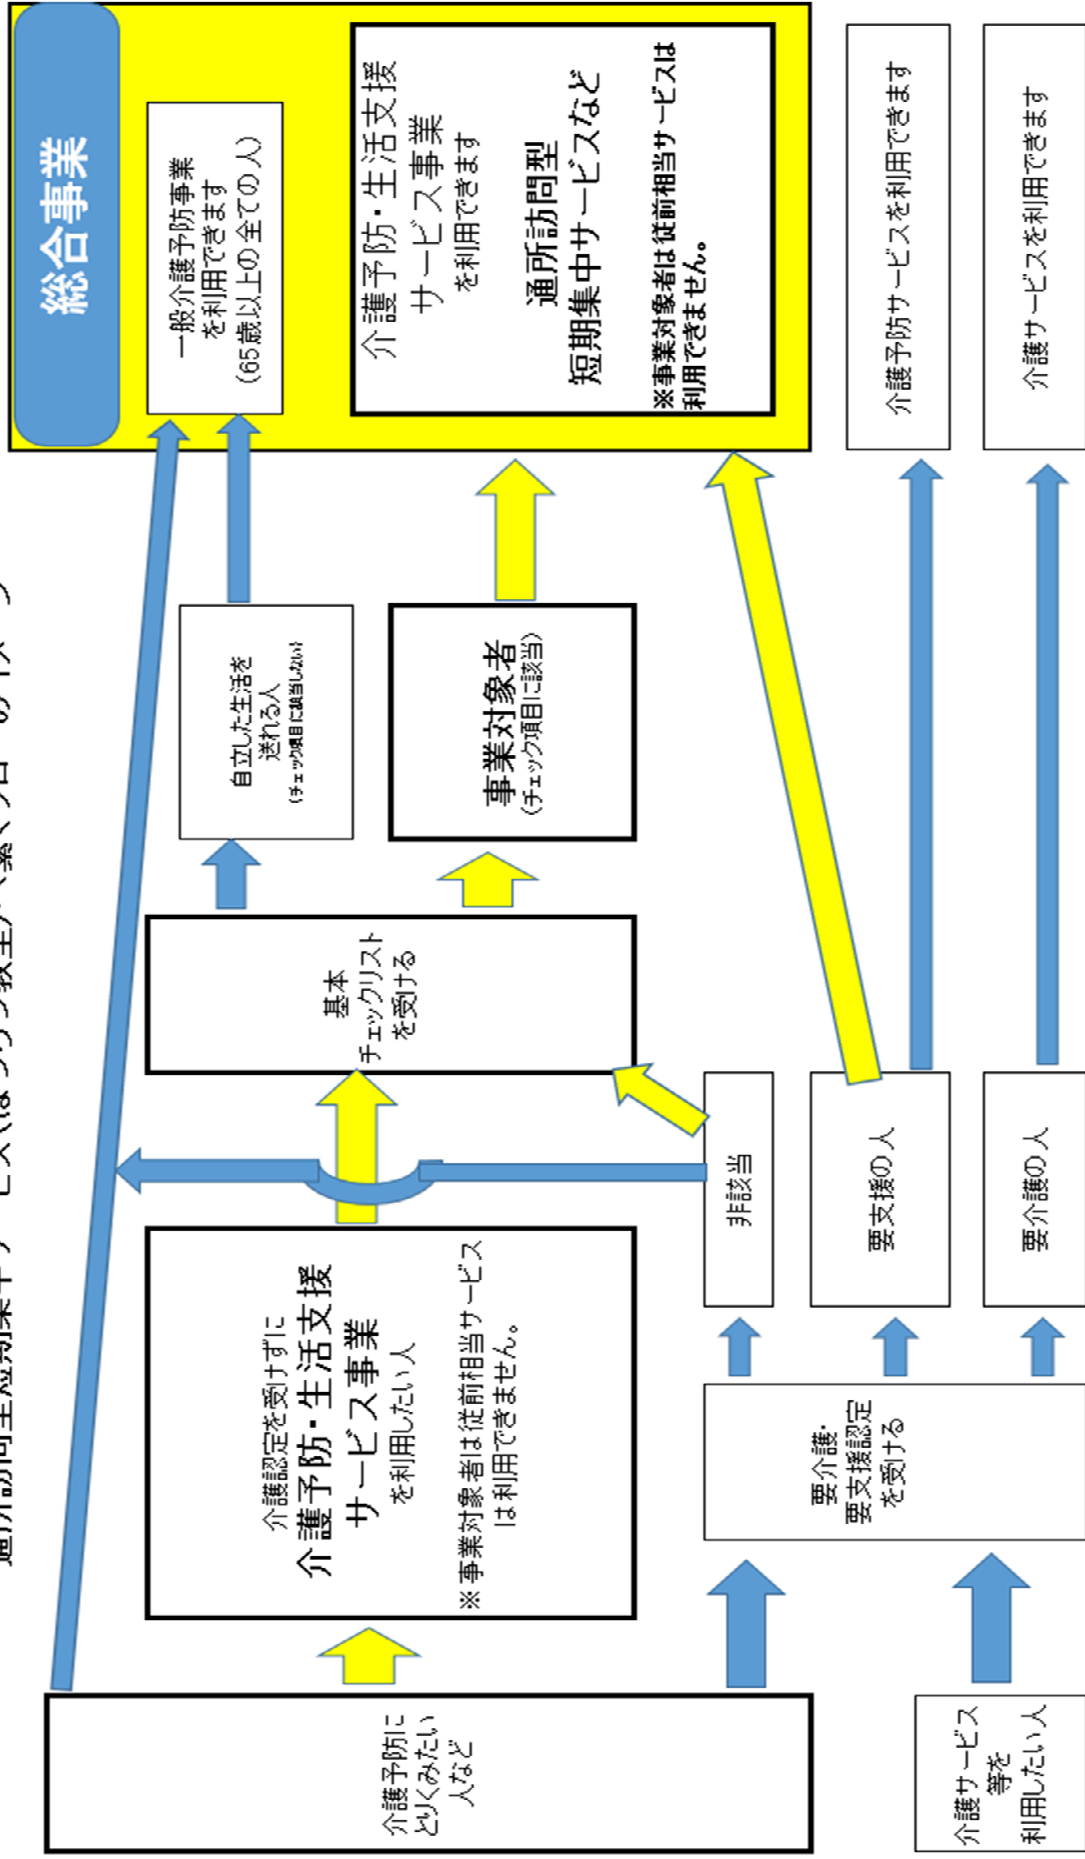 総合事業
一般介護予防事業
を利用できます
(65歳以上の全ての人)
介護予防・生活支援
サービス事業
を利用できます
通所訪問型
短期集中サービスなど
※事業対象者は従前相当サービスは
利用できません。
介護予防サービスを利用できます
介護サービスを利用できます
自立した生活を
送れる人
(チェック項目に該当しない)
事業対象者
(チェック項目に該当)
基本
チェックリスト
を受ける
介護認定を受けずに
介護予防・生活支援
サービス事業
を利用したい人
※事業対象者は従前相当サービス
は利用できません。
非該当
要支援の人
要介護の人
要介護・
要支援認定
を受ける
介護予防に
とりくみたい
人など
介護サービス
等を
利用したい人